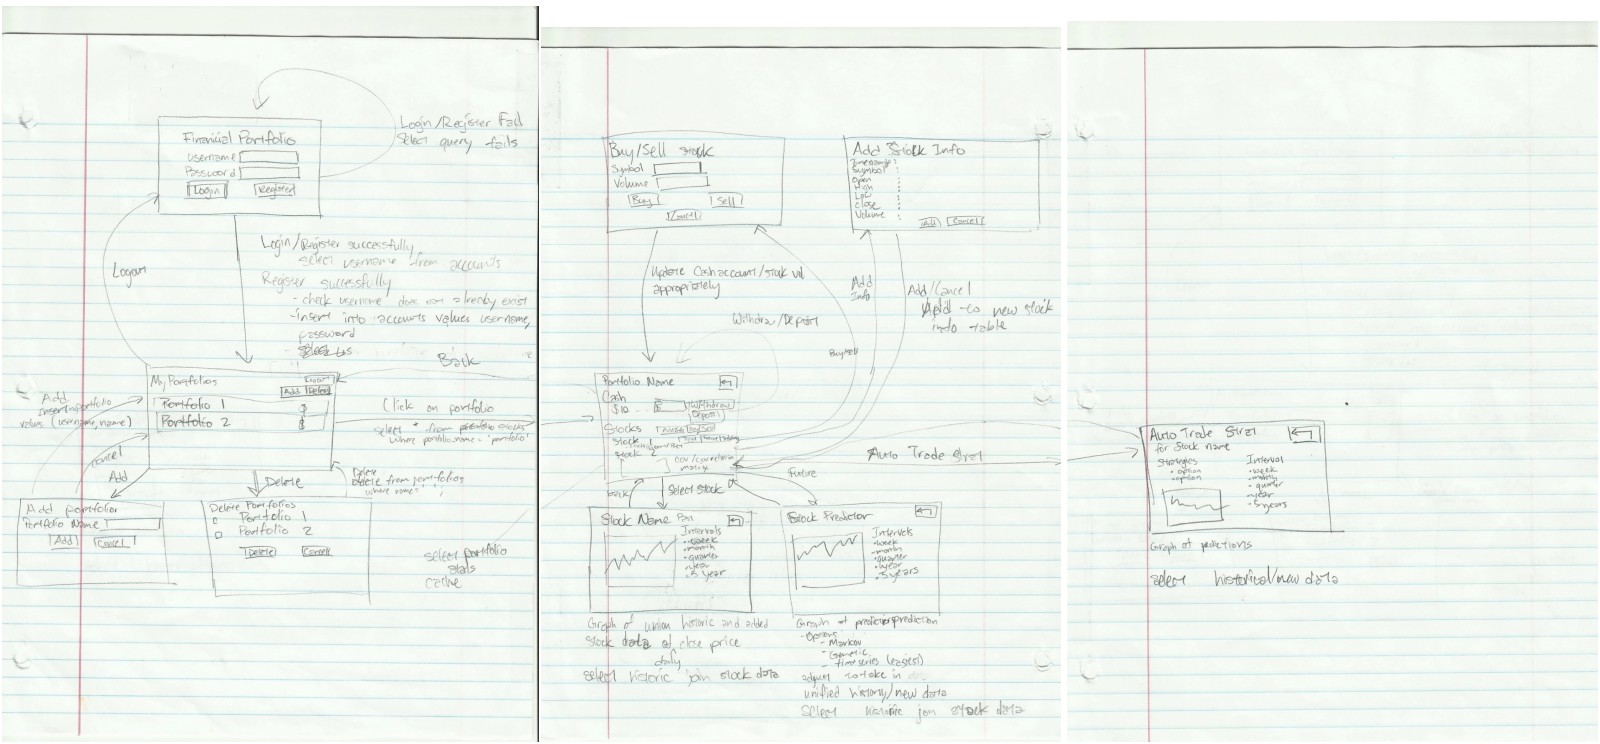 Financial Portfolio
username
Password
Login Register
Login/Register Fail
Select query fails
Login/Register successfully
select username from accounts
Register successfully
- check username does not already exist
- insert into accounts values username,
password
Logout
Back
My Portfolios
Logout
Add Delete
Portfolio 1 $
Portfolio 2 $
Add
insert into portfolio
values (username, name)
cancel
Add
Delete
Delete
Delete from portfolios
where name = ' ';
Click on portfolio
select * from portfolio stocks
where portfolio name = 'portfolio'
Add portfolio
Portfolio Name
Add Cancel
Delete Portfolios
Portfolio 1
Portfolio 2
Delete Cancel
select portfolio
stats
cache
Buy/Sell stock
Symbol
Volume
Buy Sell
Cancel
Add Stock Info
Timestamp :
Symbol :
Open :
High :
Low :
Close :
Volume :
Add Cancel
Update Cash account/stock vol
appropriately
Withdraw/Deposit
Buy/sell
Add
Info
Add/Cancel
Add to new stock
info table
Portfolio Name
Cash
$10 ... Withdraw
Deposit
Stocks Buy/Sell
Stock 1
Stock 2
cov/correlation
matrix
Auto Trade Strat
Future
back
Select stock
Stock Name
Intervals
• week
• month
• quarter
• year
• 5 year
Graph of union historic and added
stock data of close price
daily
select historic join stock data
Stock Predictor
Intervals
• week
• month
• quarter
• year
• 5 years
Graph of prediction
- Options
- Markov
- Genetic
- time series (easiest)
adjust to take in
unified history/new data
Select historic join stock data
Auto Trade Strat
for stock name
Strategies
• option
• option
Interval
• week
• month
• quarter
• year
• 5 years
Graph of predictions
select historical/new data